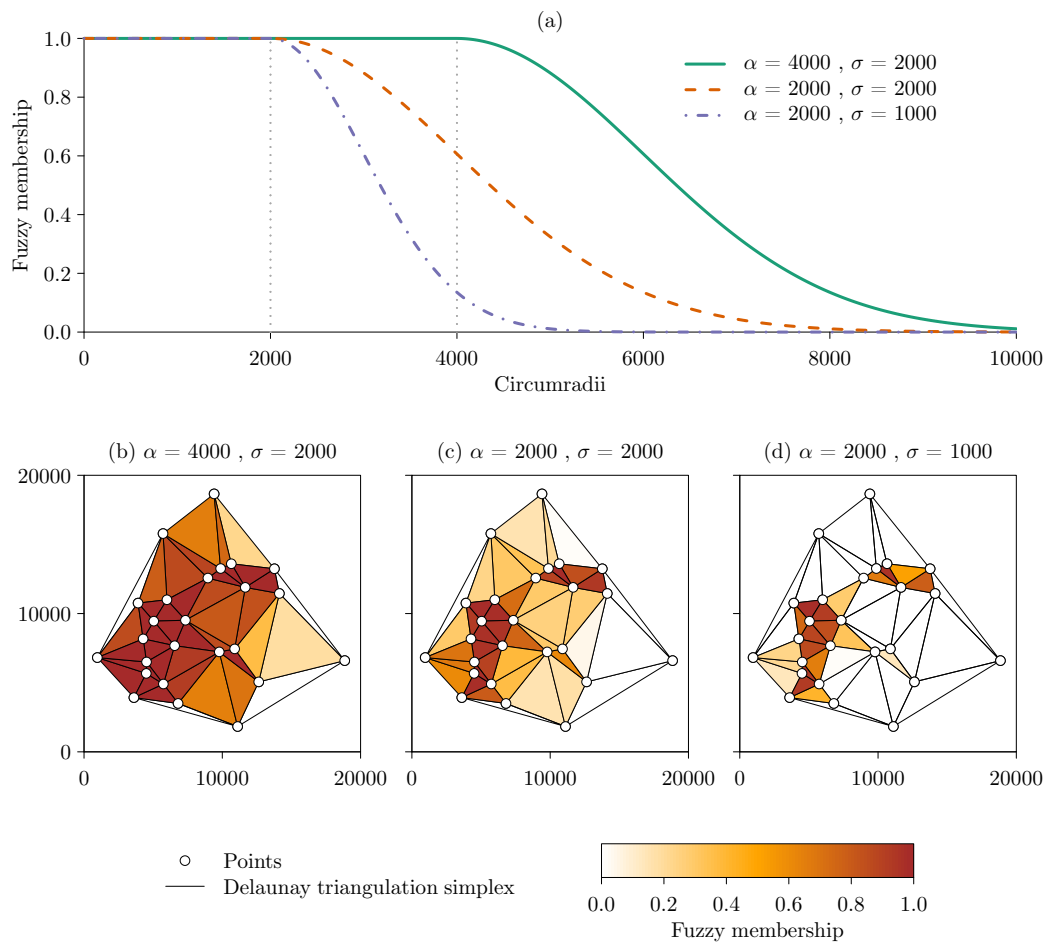 (a)
Fuzzy membership
1.0
0.8
0.6
0.4
0.2
0.0
α = 4000 , σ = 2000
α = 2000 , σ = 2000
α = 2000 , σ = 1000
0 2000 4000 6000 8000 10000
Circumradii
(b) α = 4000 , σ = 2000
(c) α = 2000 , σ = 2000
(d) α = 2000 , σ = 1000
20000
10000
0
0 10000 20000
0 10000 20000
0 10000 20000
Points
Delaunay triangulation simplex
0.0 0.2 0.4 0.6 0.8 1.0
Fuzzy membership